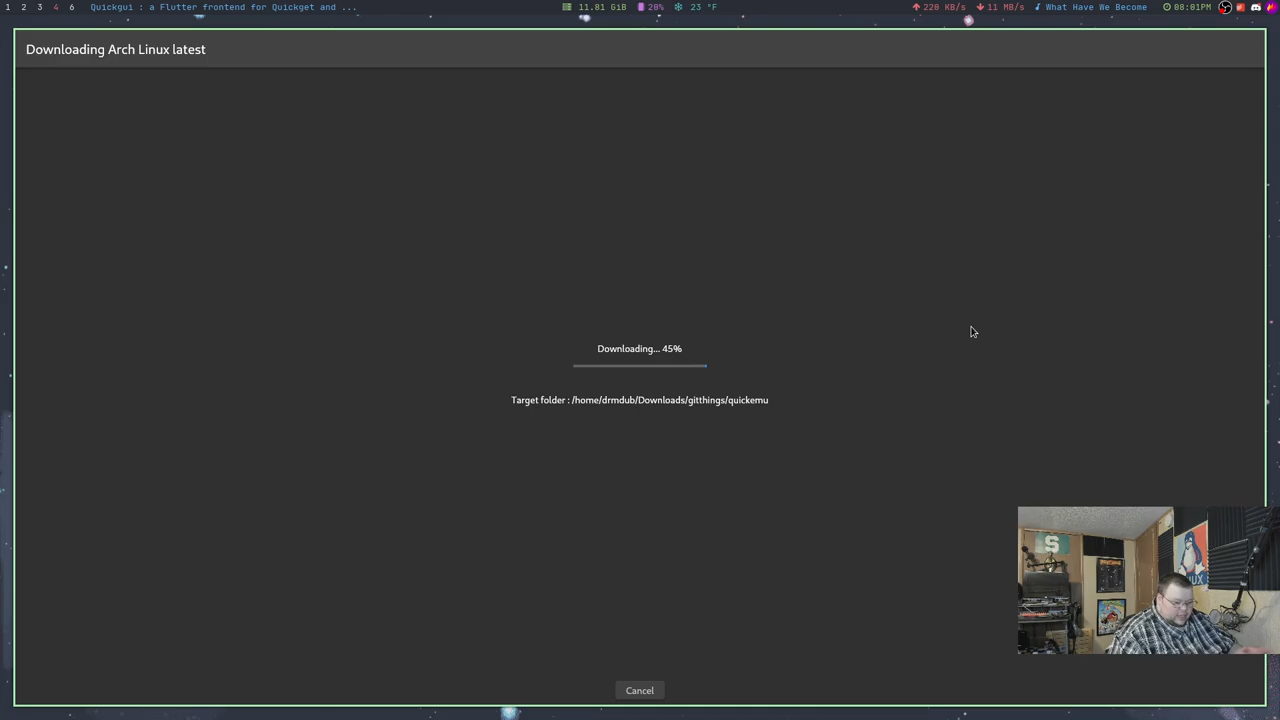 1 2 3 4 6 Quickgui : a Flutter frontend for Quickget and ... 11.81 GiB 20% 23 °F 220 KB/s 11 MB/s What Have We Become 08:01PM
Downloading Arch Linux latest
Downloading... 45%
Target folder : /home/drmdub/Downloads/gitthings/quickemu
S
Cancel